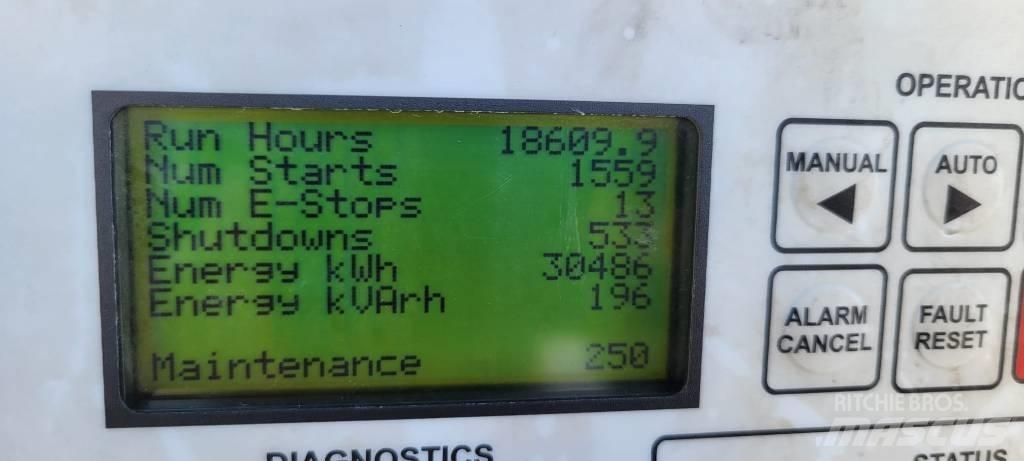 OPERATIO
Run Hours 18609.9
Num Starts 1559
Num E-Stops 13
Shutdowns 533
Energy kWh 30486
Energy kVArh 196
Maintenance 250
MANUAL
AUTO
ALARM
CANCEL
FAULT
RESET
RITCHIE BROS.
MASCUS
DIAGNOSTICS
STATUS